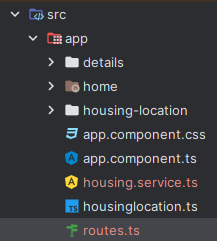 src
app
details
home
housing-location
app.component.css
app.component.ts
housing.service.ts
housinglocation.ts
routes.ts